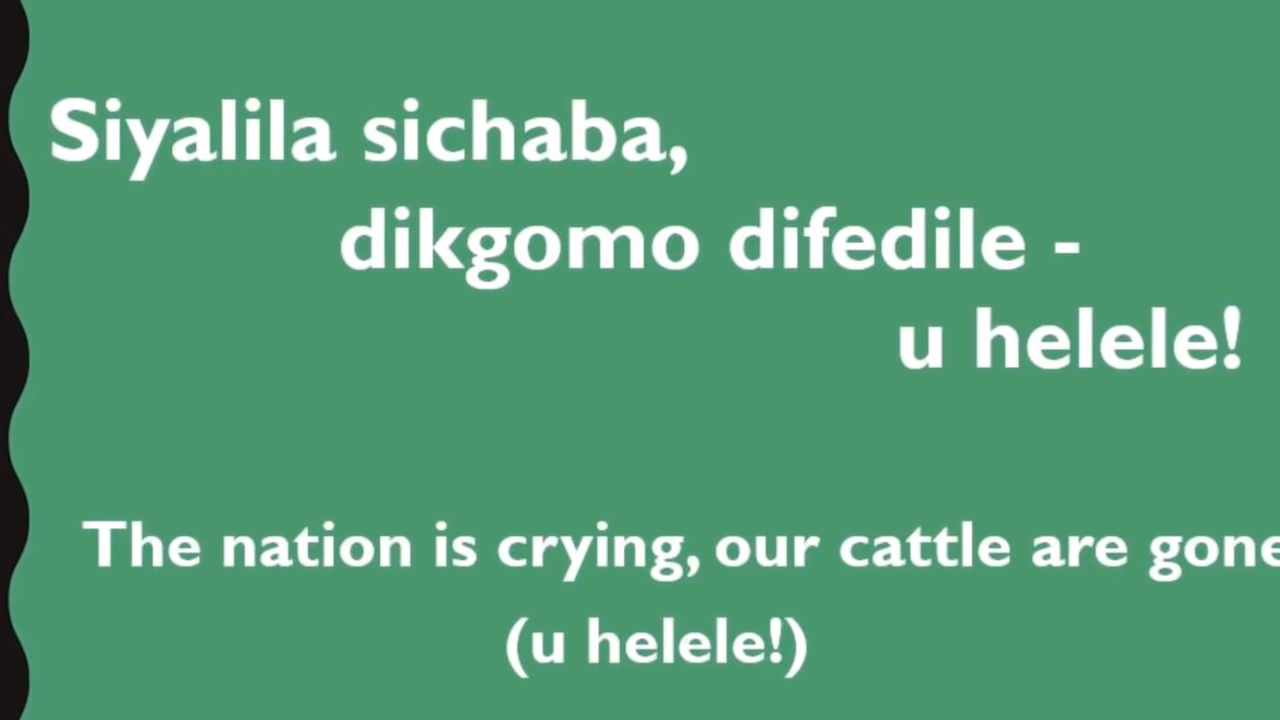 Siyalila sichaba,
dikgomo difedile -
u helele!
The nation is crying, our cattle are gone
(u helele!)